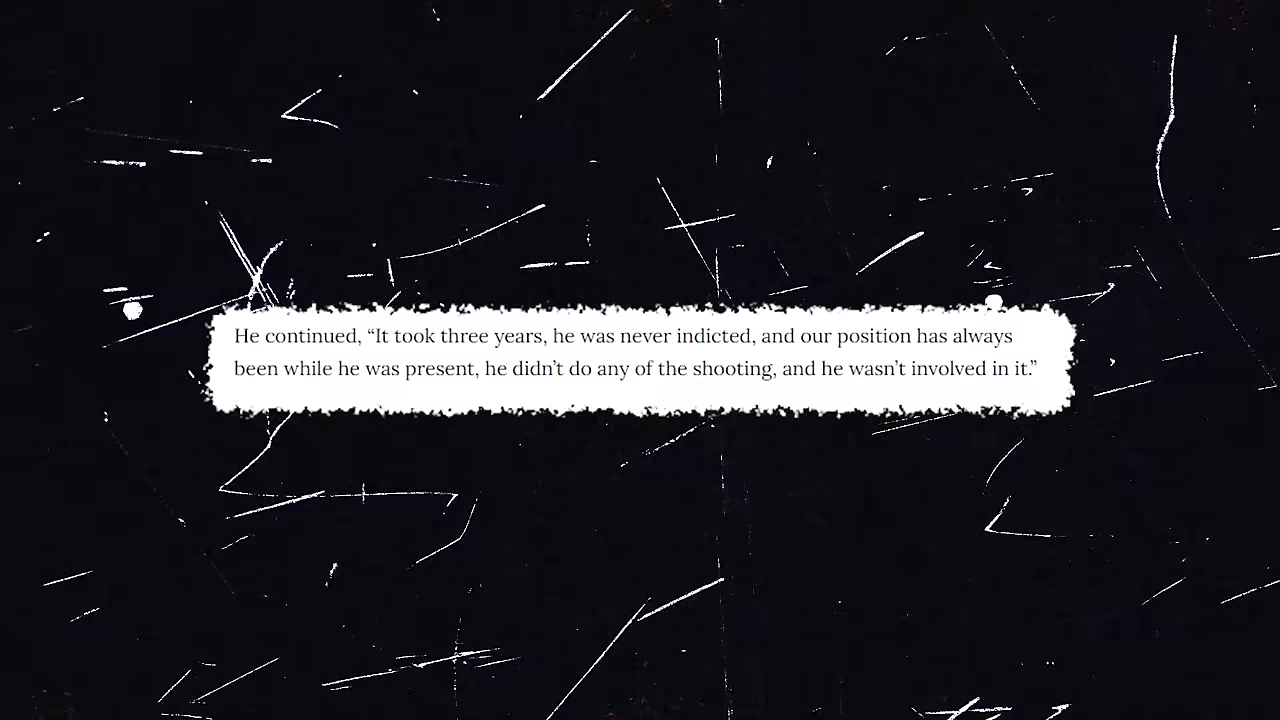 He continued, “It took three years, he was never indicted, and our position has always
been while he was present, he didn’t do any of the shooting, and he wasn’t involved in it.”